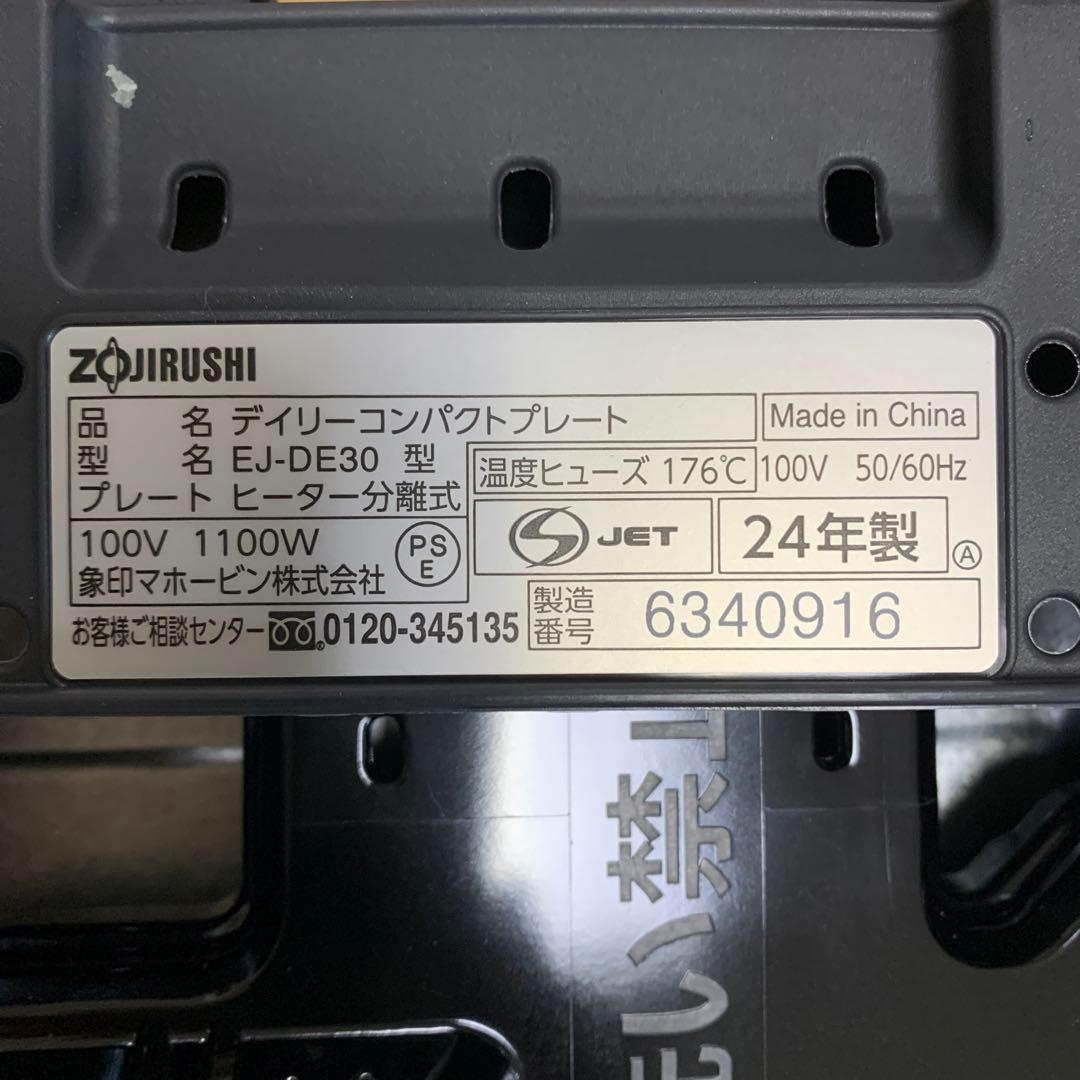 ZOJIRUSHI
品名 デイリーコンパクトプレート
Made in China
型名 EJ-DE30 型
温度ヒューズ 176℃
100V 50/60Hz
プレート ヒーター分離式
100V 1100W
PS
E
JET
24年製
A
象印マホービン株式会社
製造番号 6340916
お客様ご相談センター 0120-345135
洗い禁止